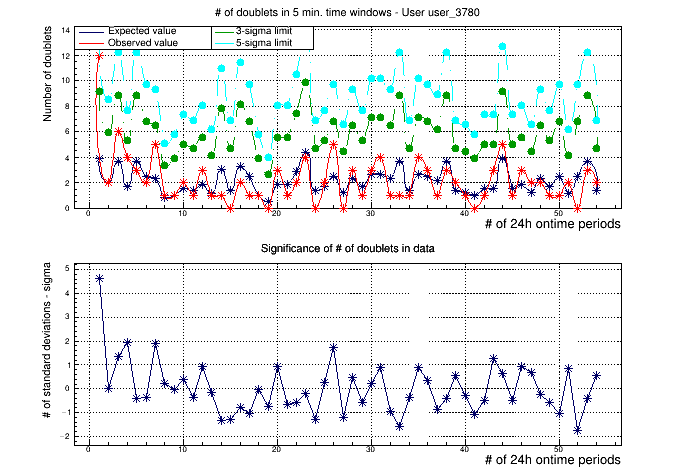 # of doublets in 5 min. time windows - User user_3780
Expected value
3-sigma limit
Observed value
5-sigma limit
Number of doublets
14
12
10
8
6
4
2
0
0 10 20 30 40 50
# of 24h ontime periods
Significance of # of doublets in data
# of standard deviations - sigma
5
4
3
2
1
0
−1
−2
0 10 20 30 40 50
# of 24h ontime periods